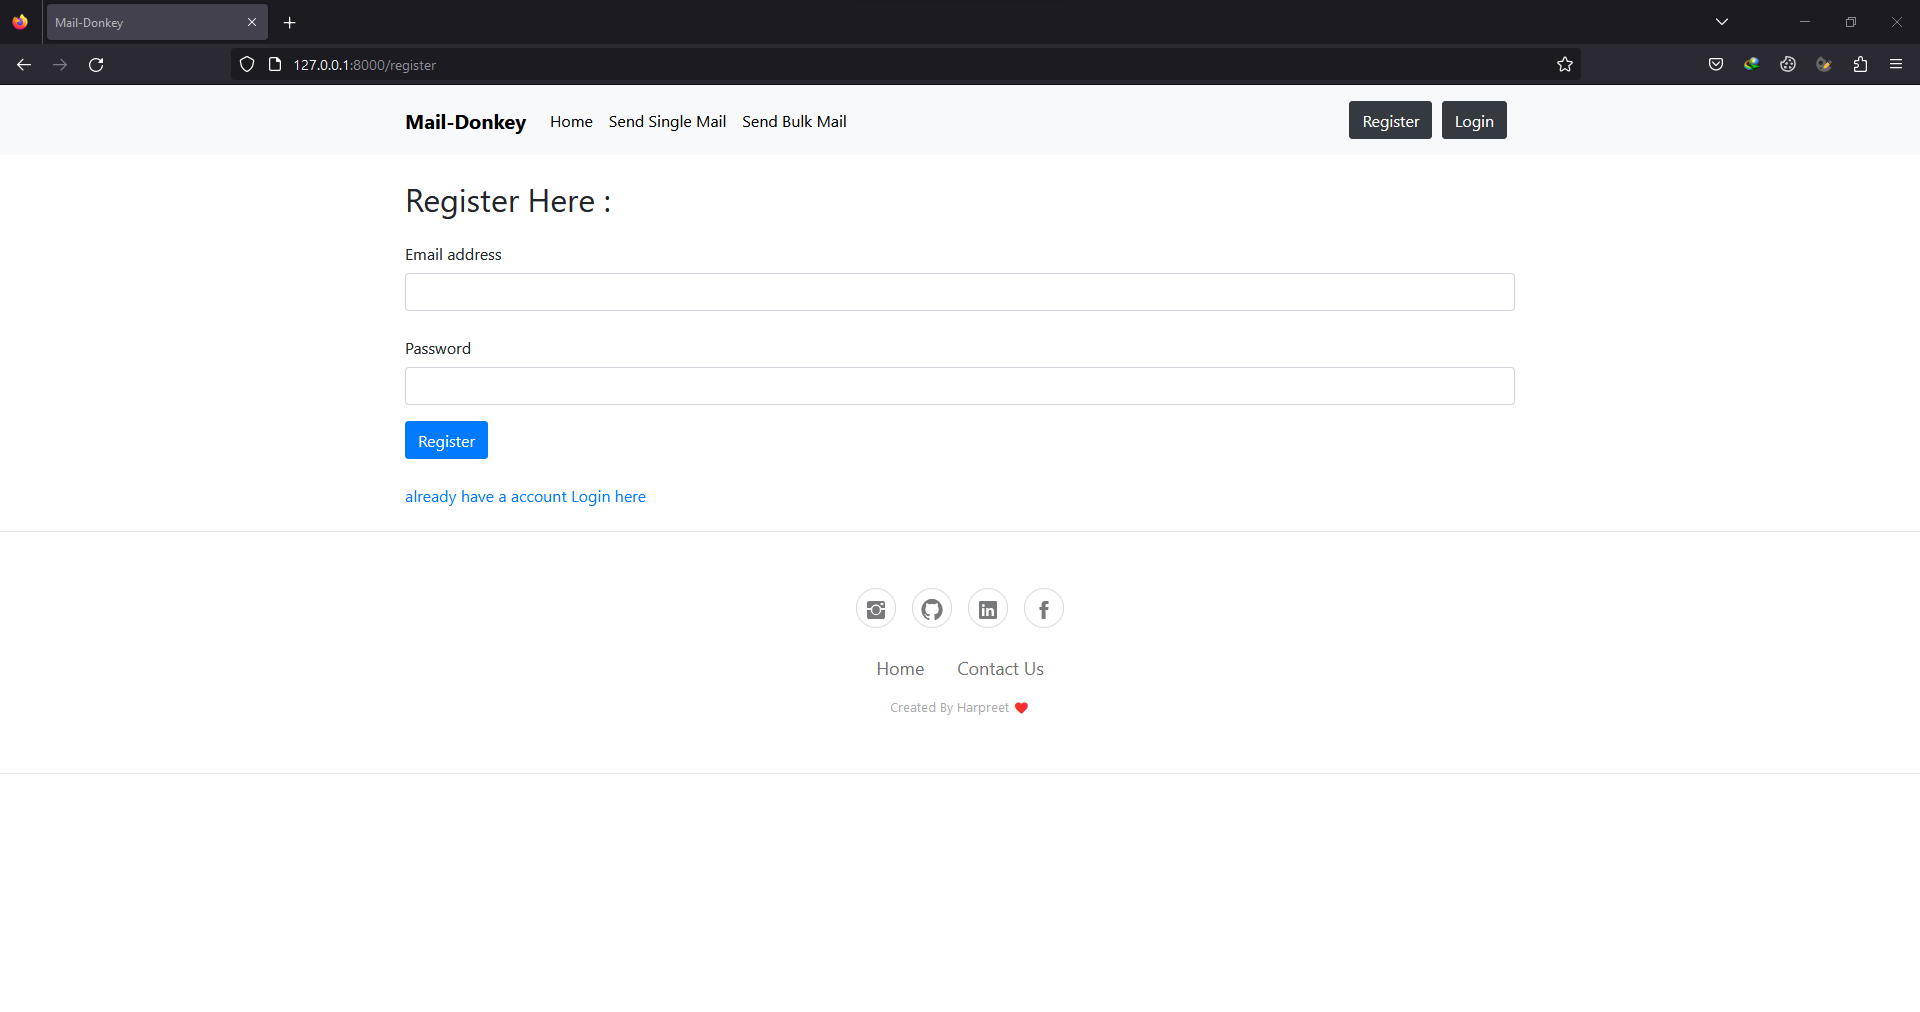 Mail-Donkey
127.0.0.1:8000/register
Mail-Donkey Home Send Single Mail Send Bulk Mail Register Login
Register Here :
Email address
Password
Register
already have a account Login here
Home Contact Us
Created By Harpreet ❤